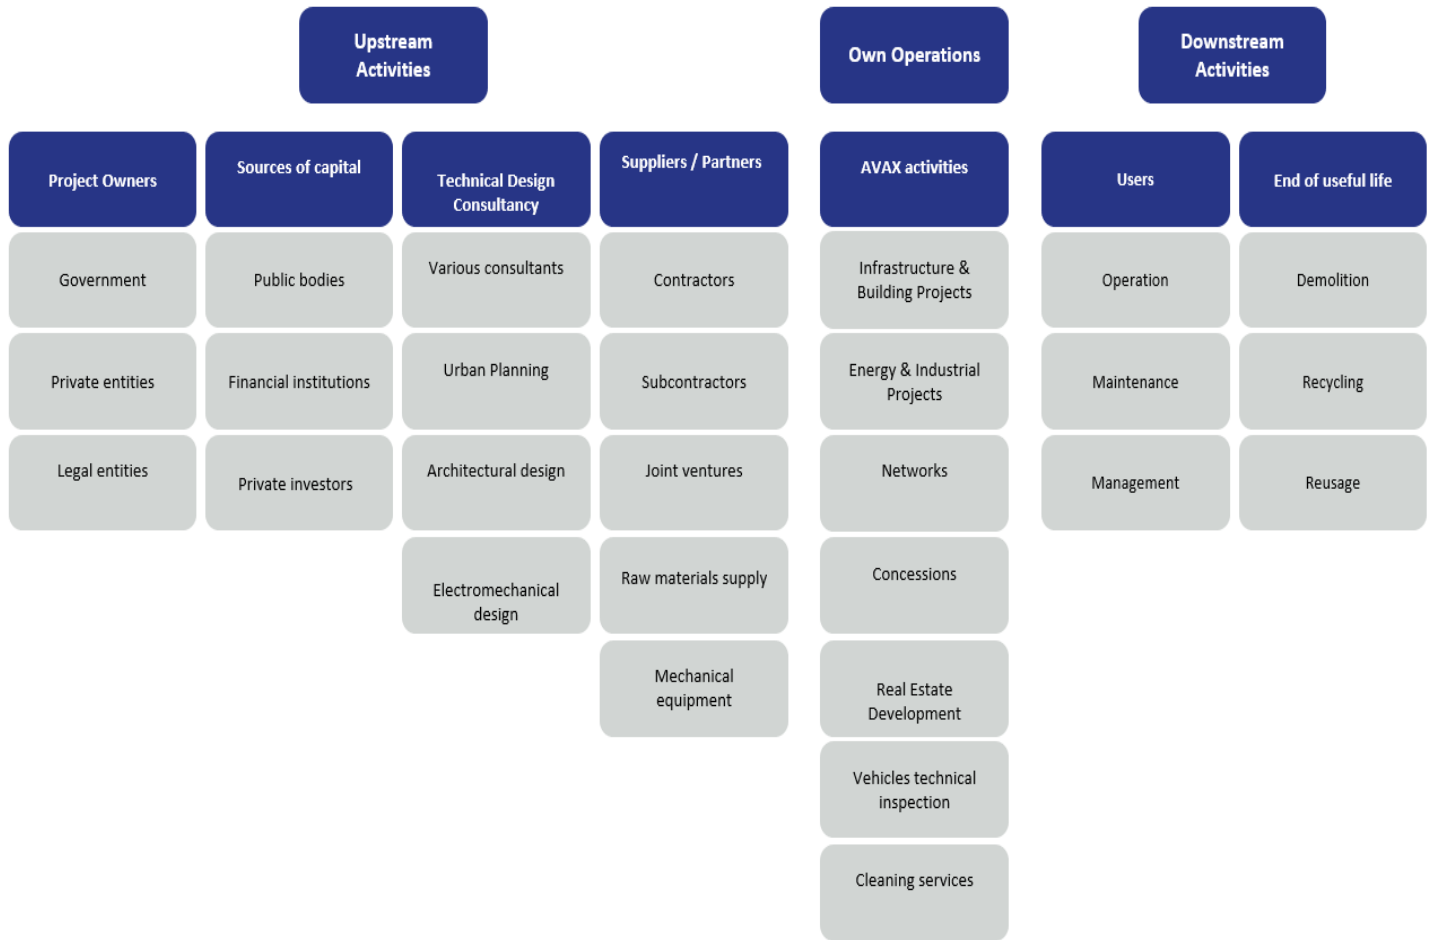 Upstream
Activities
Own Operations
Downstream
Activities
Project Owners
Sources of capital
Technical Design
Consultancy
Suppliers / Partners
AVAX activities
Users
End of useful life
Government
Public bodies
Various consultants
Contractors
Infrastructure &
Building Projects
Operation
Demolition
Private entities
Financial institutions
Urban Planning
Subcontractors
Energy & Industrial
Projects
Maintenance
Recycling
Legal entities
Private investors
Architectural design
Joint ventures
Networks
Management
Reusage
Electromechanical
design
Raw materials supply
Concessions
Mechanical
equipment
Real Estate
Development
Vehicles technical
inspection
Cleaning services